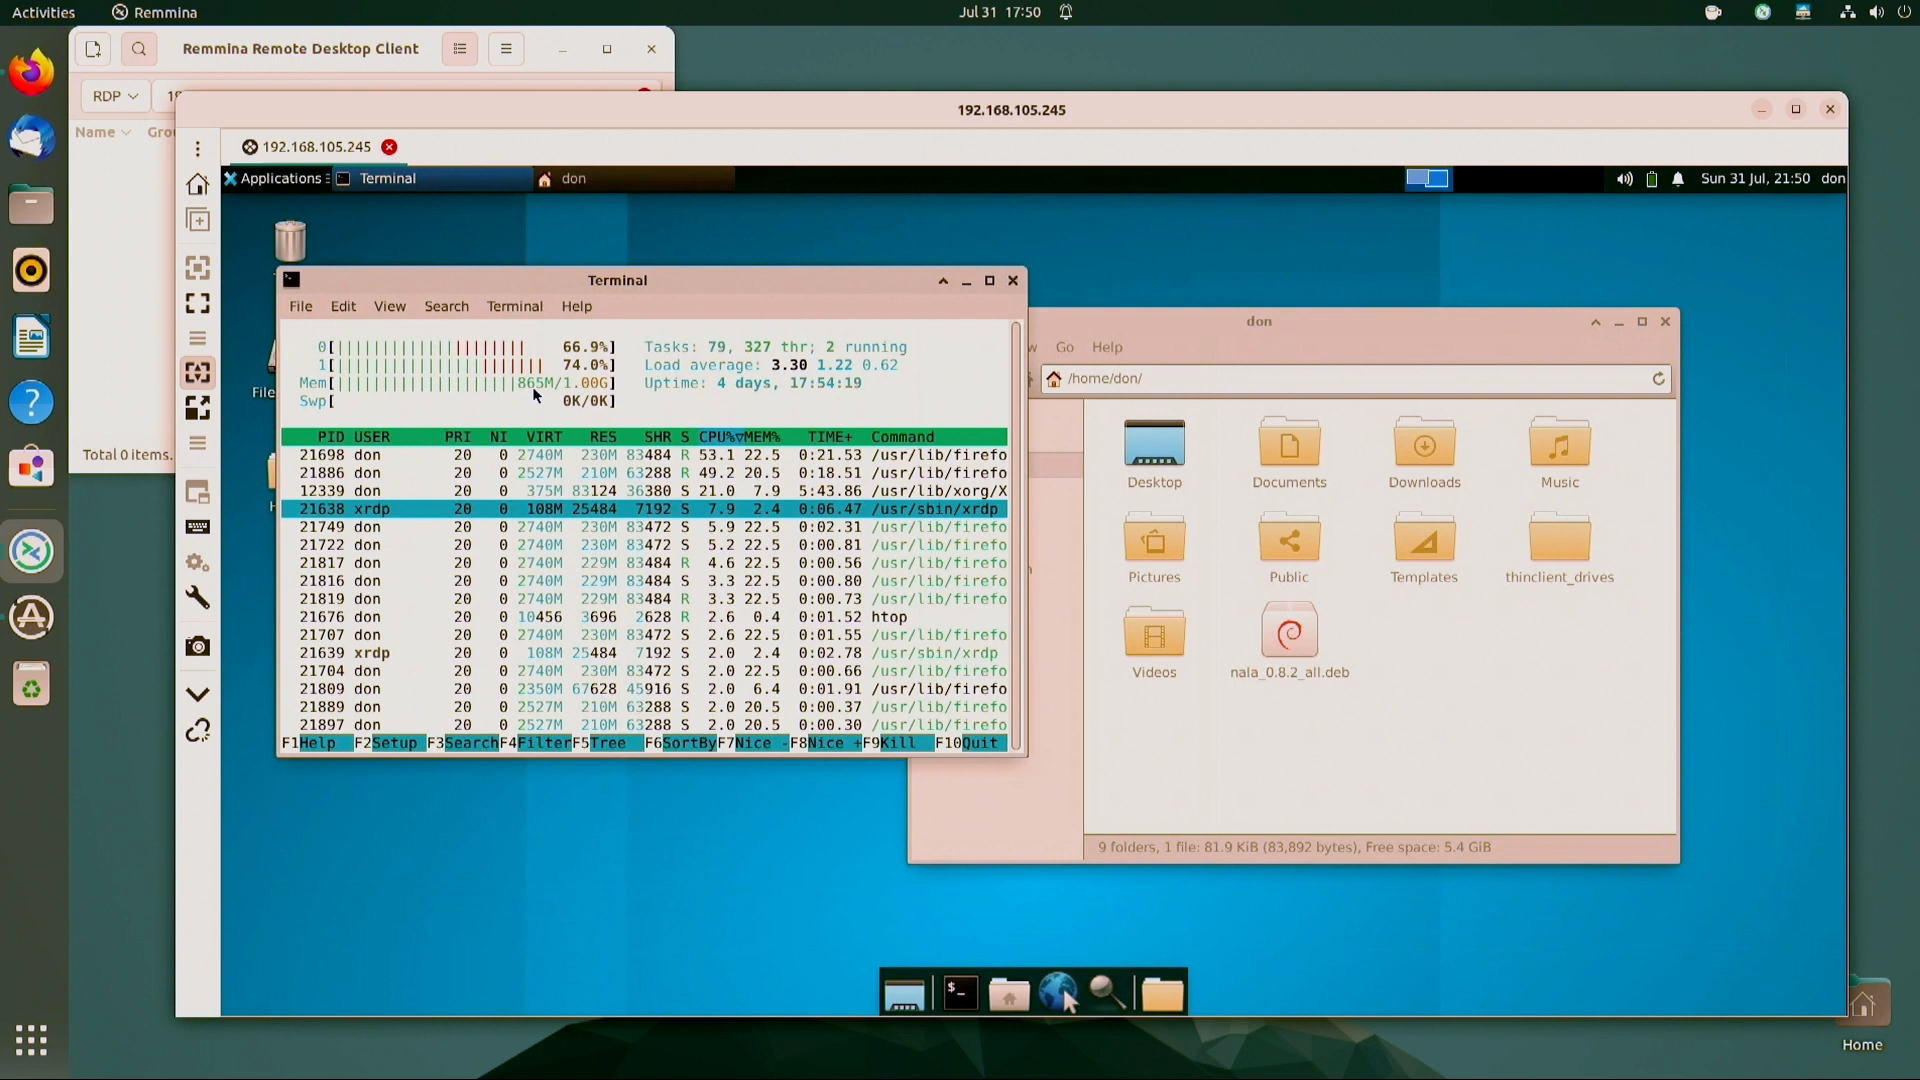 Activities
Remmina
Jul 31 17:50
Remmina Remote Desktop Client
RDP
Name
Total 0 items.
192.168.105.245
192.168.105.245
Applications
Terminal
don
Sun 31 Jul, 21:50 don
Terminal
File Edit View Search Terminal Help
0[ 66.9%] Tasks: 79, 327 thr; 2 running
1[ 74.0%] Load average: 3.30 1.22 0.62
Mem[ 865M/1.00G] Uptime: 4 days, 17:54:19
Swp[ 0K/0K]
PID USER PRI NI VIRT RES SHR S CPU%▽MEM% TIME+ Command
21698 don 20 0 2740M 230M 83484 R 53.1 22.5 0:21.53 /usr/lib/firefo
21886 don 20 0 2527M 210M 63288 R 49.2 20.5 0:18.51 /usr/lib/firefo
12339 don 20 0 375M 83124 36380 S 21.0 7.9 5:43.86 /usr/lib/xorg/X
21638 xrdp 20 0 108M 25484 7192 S 7.9 2.4 0:06.47 /usr/sbin/xrdp
21749 don 20 0 2740M 230M 83472 S 5.9 22.5 0:02.31 /usr/lib/firefo
21722 don 20 0 2740M 230M 83472 S 5.2 22.5 0:00.81 /usr/lib/firefo
21817 don 20 0 2740M 229M 83484 R 4.6 22.5 0:00.56 /usr/lib/firefo
21816 don 20 0 2740M 229M 83484 S 3.3 22.5 0:00.80 /usr/lib/firefo
21819 don 20 0 2740M 229M 83484 R 3.3 22.5 0:00.73 /usr/lib/firefo
21676 don 20 0 10456 3696 2628 R 2.6 0.4 0:01.52 htop
21707 don 20 0 2740M 230M 83472 S 2.6 22.5 0:01.55 /usr/lib/firefo
21639 xrdp 20 0 108M 25484 7192 S 2.0 2.4 0:02.78 /usr/sbin/xrdp
21704 don 20 0 2740M 230M 83472 S 2.0 22.5 0:00.66 /usr/lib/firefo
21809 don 20 0 2350M 67628 45916 S 2.0 6.4 0:01.91 /usr/lib/firefo
21889 don 20 0 2527M 210M 63288 S 2.0 20.5 0:00.37 /usr/lib/firefo
21897 don 20 0 2527M 210M 63288 S 2.0 20.5 0:00.30 /usr/lib/firefo
F1Help F2Setup F3SearchF4FilterF5Tree F6SortByF7Nice -F8Nice +F9Kill F10Quit
File
don
Go Help
/home/don/
Desktop
Documents
Downloads
Music
Pictures
Public
Templates
thinclient_drives
Videos
nala_0.8.2_all.deb
9 folders, 1 file: 81.9 KiB (83,892 bytes), Free space: 5.4 GiB
$_
Home